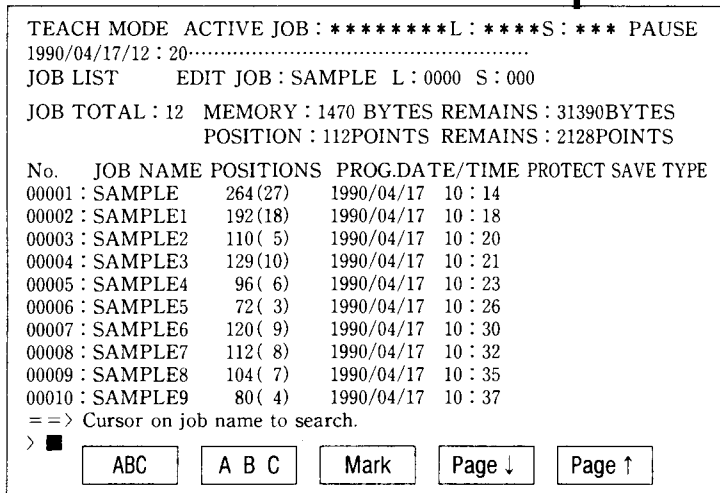 TEACH MODE ACTIVE JOB : ******** L : **** S : *** PAUSE
1990/04/17/12 : 20··················································
JOB LIST EDIT JOB : SAMPLE L : 0000 S : 000
JOB TOTAL : 12 MEMORY : 1470 BYTES REMAINS : 31390BYTES
POSITION : 112POINTS REMAINS : 2128POINTS
No. JOB NAME POSITIONS PROG.DATE/TIME PROTECT SAVE TYPE
00001 : SAMPLE 264(27) 1990/04/17 10 : 14
00002 : SAMPLE1 192(18) 1990/04/17 10 : 18
00003 : SAMPLE2 110( 5) 1990/04/17 10 : 20
00004 : SAMPLE3 129(10) 1990/04/17 10 : 21
00005 : SAMPLE4 96( 6) 1990/04/17 10 : 23
00006 : SAMPLE5 72( 3) 1990/04/17 10 : 26
00007 : SAMPLE6 120( 9) 1990/04/17 10 : 30
00008 : SAMPLE7 112( 8) 1990/04/17 10 : 32
00009 : SAMPLE8 104( 7) 1990/04/17 10 : 35
00010 : SAMPLE9 80( 4) 1990/04/17 10 : 37
= = > Cursor on job name to search.
> ■
ABC A B C Mark Page ↓ Page ↑